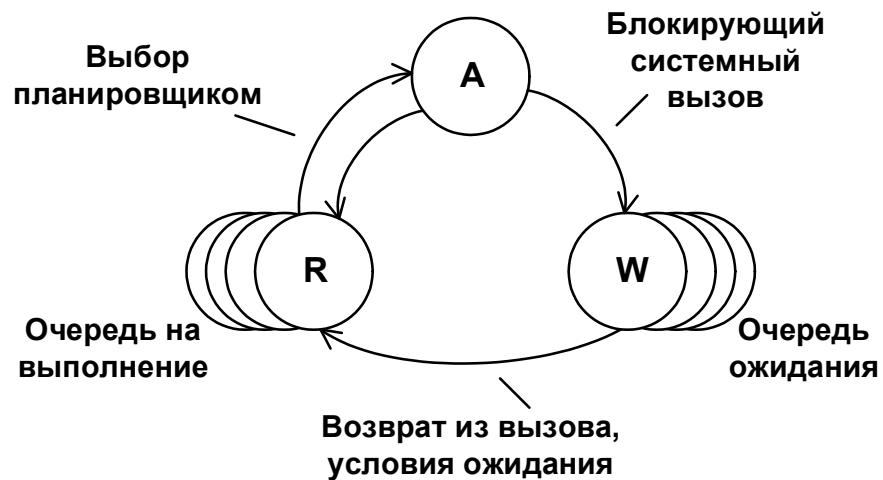 Выбор
планировщиком
A
Блокирующий
системный
вызов
R
W
Очередь на
выполнение
Очередь
ожидания
Возврат из вызова,
условия ожидания